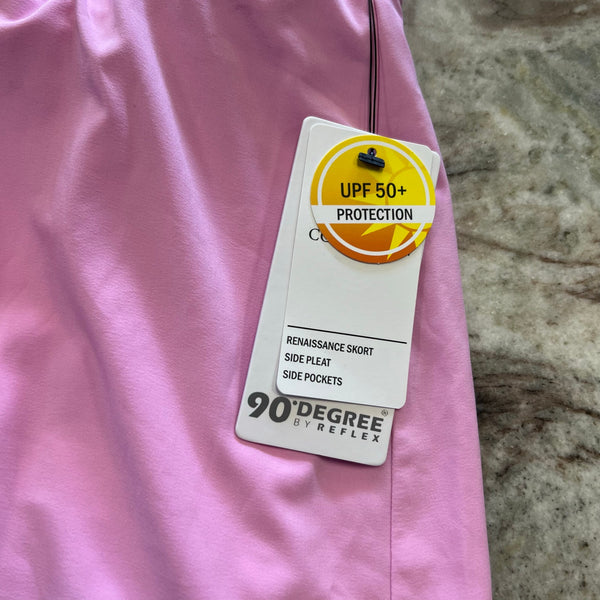 UPF 50+
PROTECTION
RENAISSANCE SKORT
SIDE PLEAT
SIDE POCKETS
90°DEGREE®
BY REFLEX